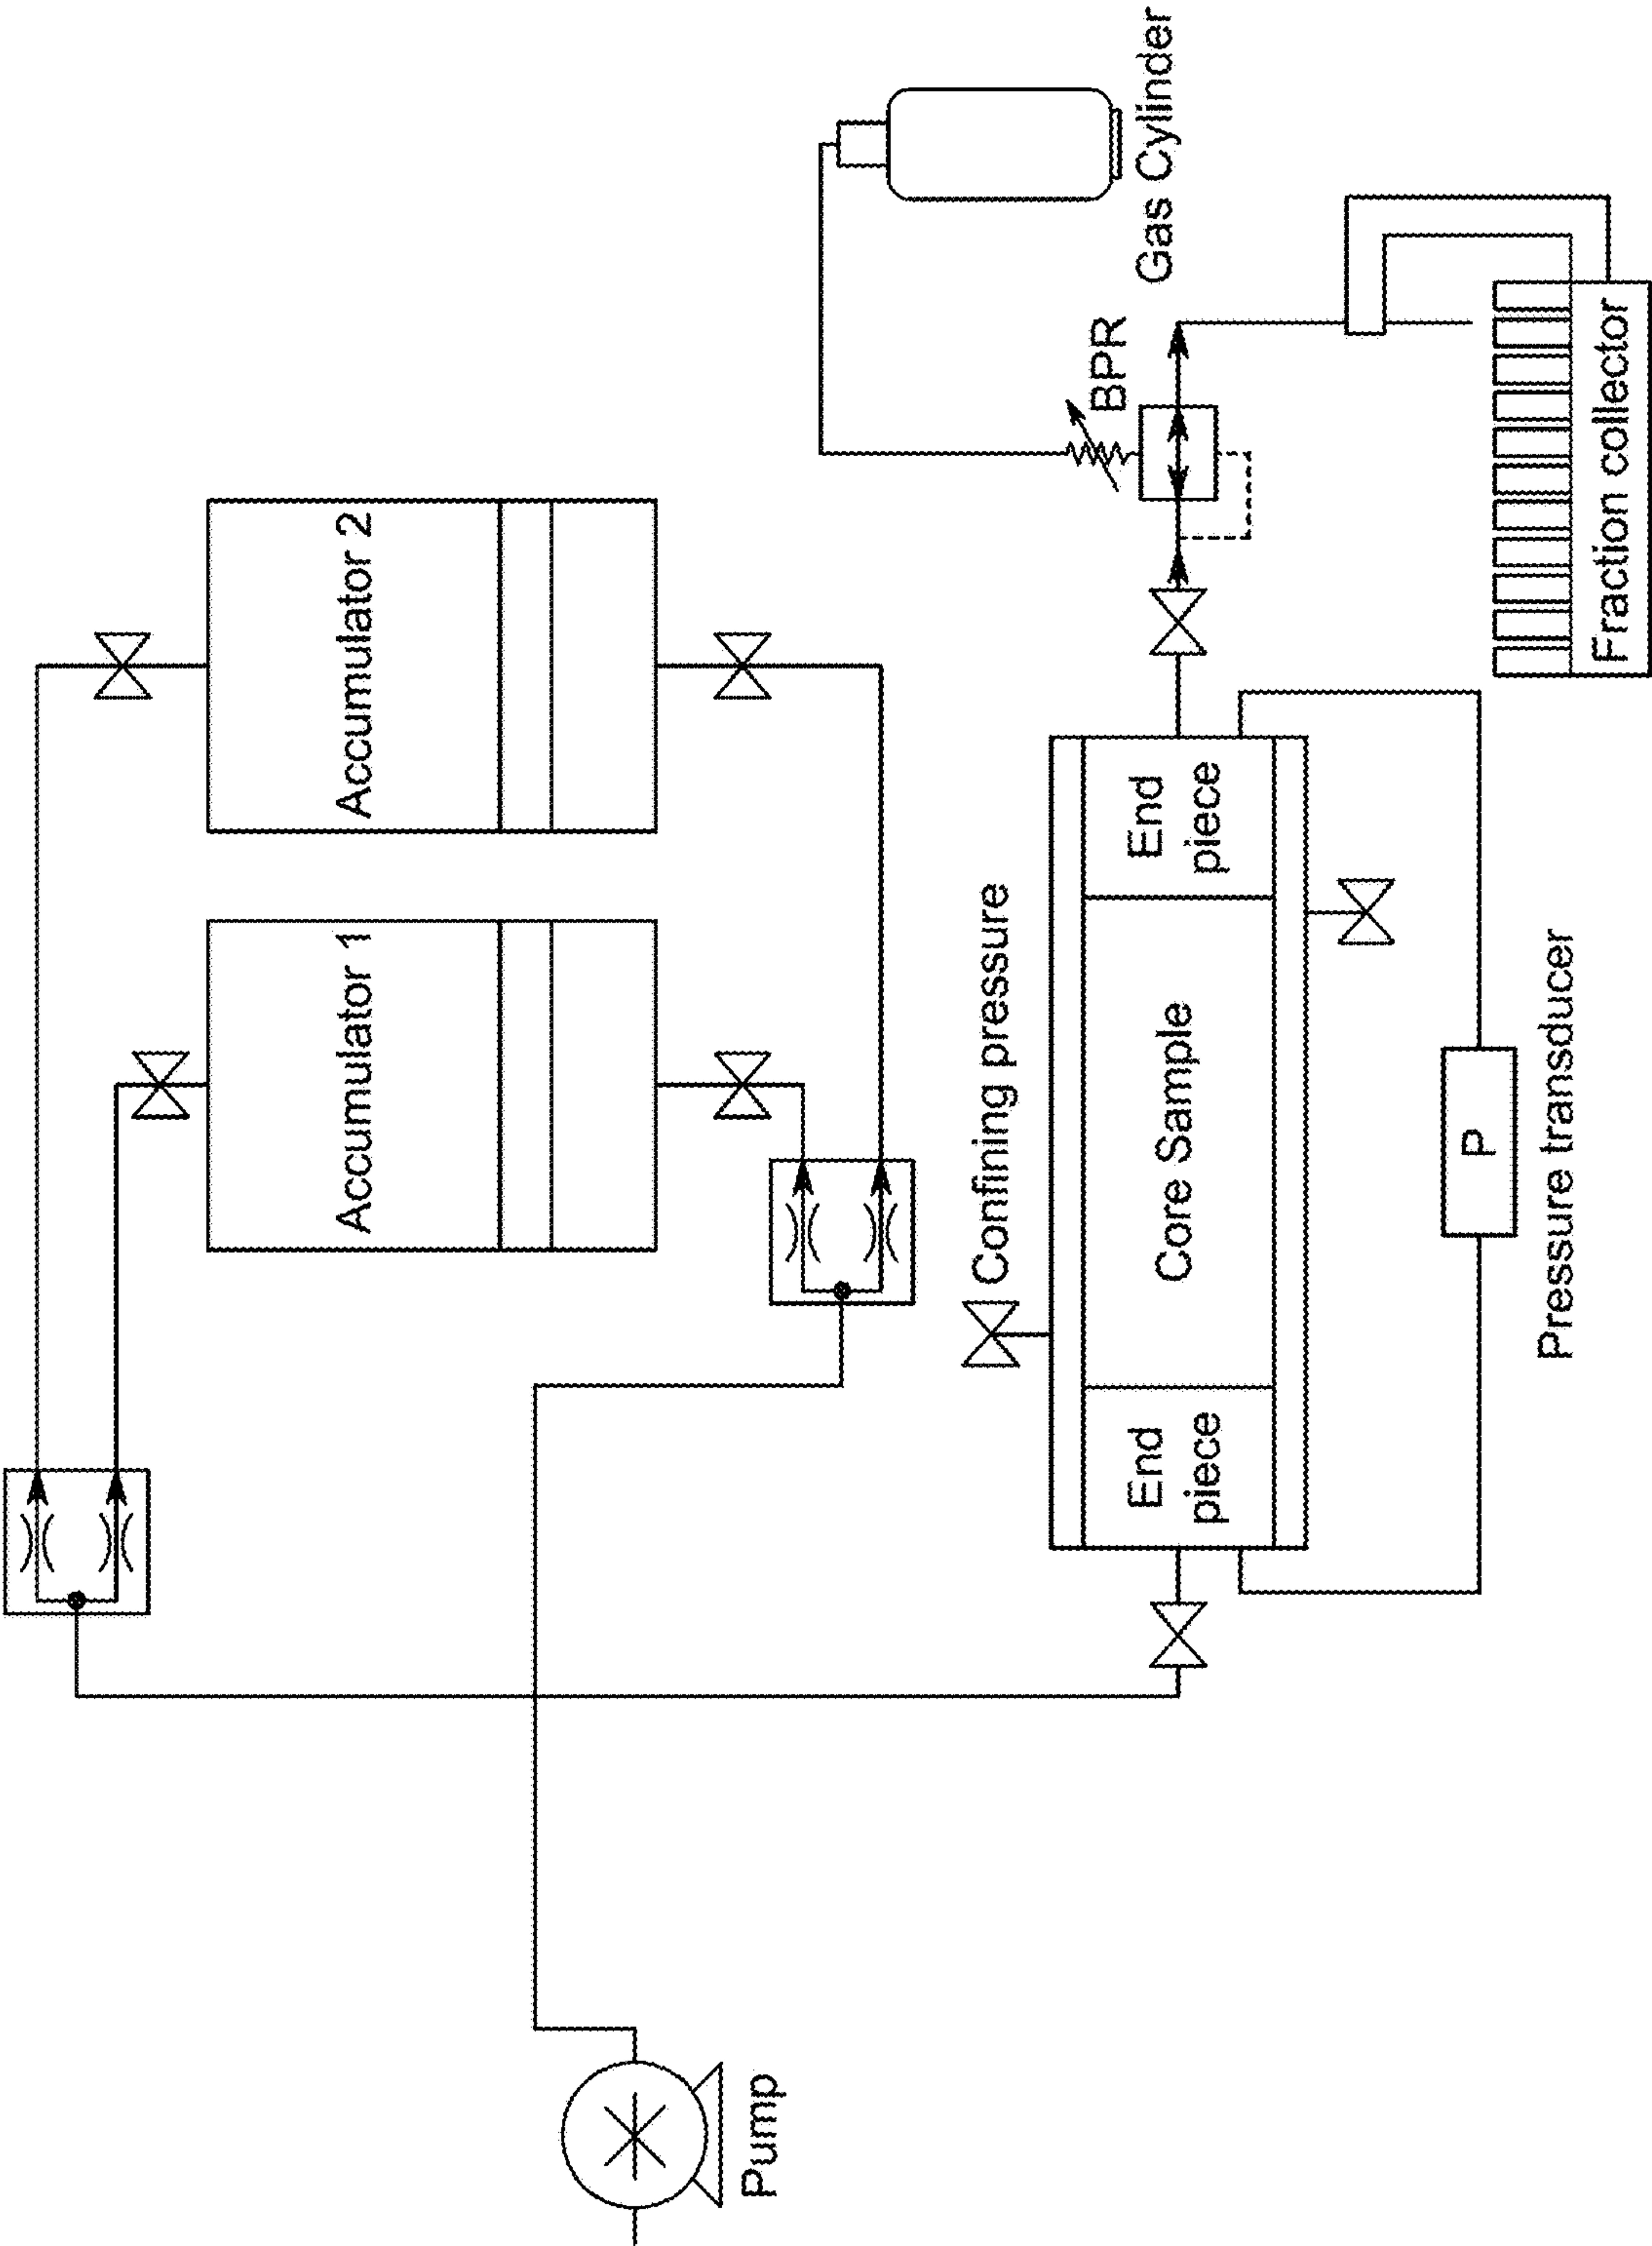 Accumulator 1
Accumulator 2
Pump
Confining pressure
BPR
Gas Cylinder
End
piece
Core Sample
End
piece
P
Pressure transducer
Fraction collector